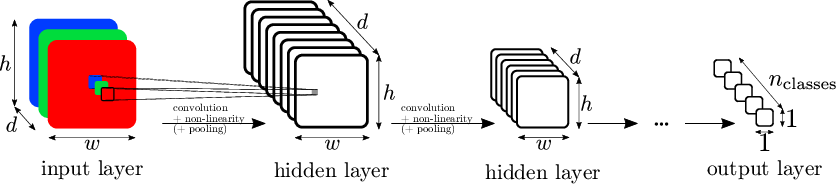 h
d
w
input layer
convolution
+ non-linearity
(+ pooling)
d
h
w
hidden layer
convolution
+ non-linearity
(+ pooling)
d
h
w
hidden layer
...
n_classes
1
1
output layer